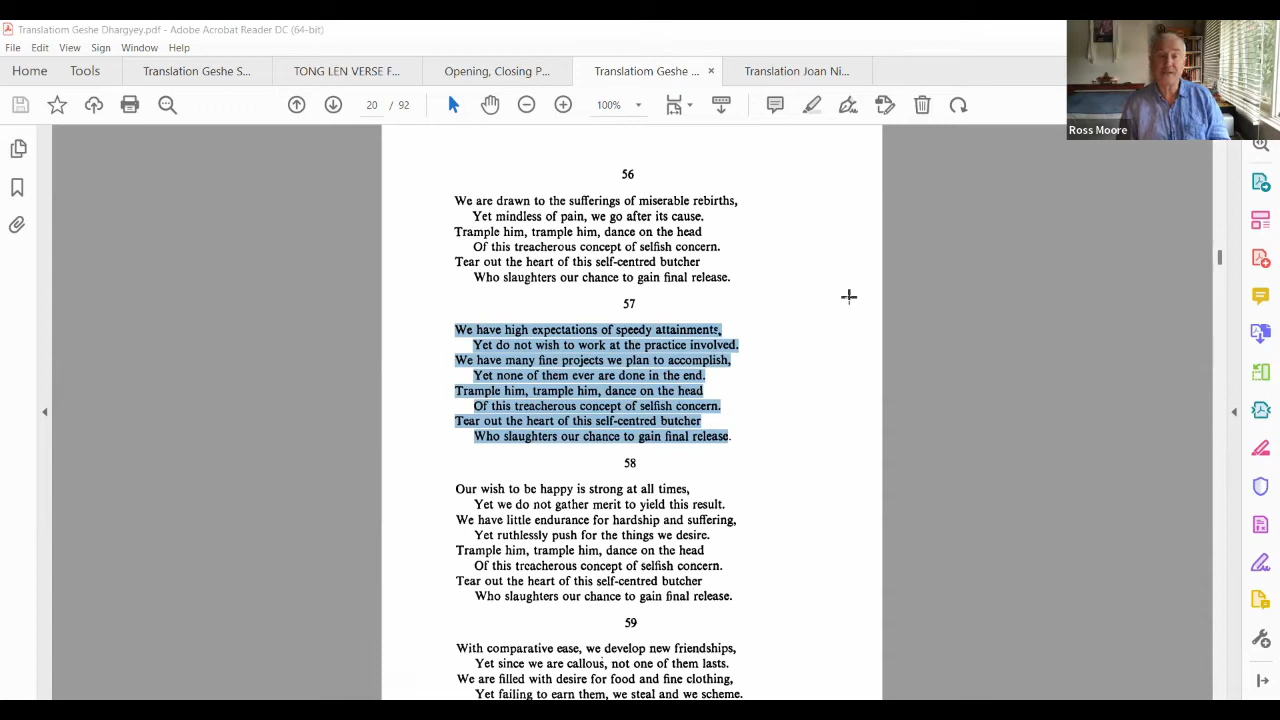 Translatiom Geshe Dhargyey.pdf - Adobe Acrobat Reader DC (64-bit)
File Edit View Sign Window Help
Home Tools Translation Geshe S... TONG LEN VERSE F... Opening, Closing P... Translatiom Geshe ... × Translation Joan Ni...
20 / 92 100%
Ross Moore
56
We are drawn to the sufferings of miserable rebirths,
Yet mindless of pain, we go after its cause.
Trample him, trample him, dance on the head
Of this treacherous concept of selfish concern.
Tear out the heart of this self-centred butcher
Who slaughters our chance to gain final release.
57
We have high expectations of speedy attainments,
Yet do not wish to work at the practice involved.
We have many fine projects we plan to accomplish,
Yet none of them ever are done in the end.
Trample him, trample him, dance on the head
Of this treacherous concept of selfish concern.
Tear out the heart of this self-centred butcher
Who slaughters our chance to gain final release.
58
Our wish to be happy is strong at all times,
Yet we do not gather merit to yield this result.
We have little endurance for hardship and suffering,
Yet ruthlessly push for the things we desire.
Trample him, trample him, dance on the head
Of this treacherous concept of selfish concern.
Tear out the heart of this self-centred butcher
Who slaughters our chance to gain final release.
59
With comparative ease, we develop new friendships,
Yet since we are callous, not one of them lasts.
We are filled with desire for food and fine clothing,
Yet failing to earn them, we steal and we scheme.